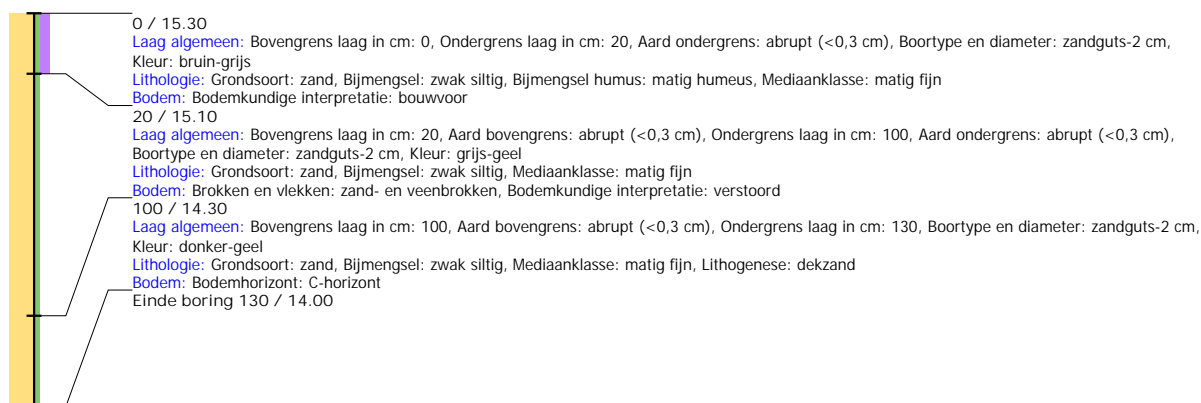 0 / 15.30
Laag algemeen: Bovengrens laag in cm: 0, Ondergrens laag in cm: 20, Aard ondergrens: abrupt (<0,3 cm), Boortype en diameter: zandguts-2 cm,
Kleur: bruin-grijs
Lithologie: Grondsoort: zand, Bijmengsel: zwak siltig, Bijmengsel humus: matig humeus, Mediaanklasse: matig fijn
Bodem: Bodemkundige interpretatie: bouwvoor
20 / 15.10
Laag algemeen: Bovengrens laag in cm: 20, Aard bovengrens: abrupt (<0,3 cm), Ondergrens laag in cm: 100, Aard ondergrens: abrupt (<0,3 cm),
Boortype en diameter: zandguts-2 cm, Kleur: grijs-geel
Lithologie: Grondsoort: zand, Bijmengsel: zwak siltig, Mediaanklasse: matig fijn
Bodem: Brokken en vlekken: zand- en veenbrokken, Bodemkundige interpretatie: verstoord
100 / 14.30
Laag algemeen: Bovengrens laag in cm: 100, Aard bovengrens: abrupt (<0,3 cm), Ondergrens laag in cm: 130, Boortype en diameter: zandguts-2 cm,
Kleur: donker-geel
Lithologie: Grondsoort: zand, Bijmengsel: zwak siltig, Mediaanklasse: matig fijn, Lithogenese: dekzand
Bodem: Bodemhorizont: C-horizont
Einde boring 130 / 14.00